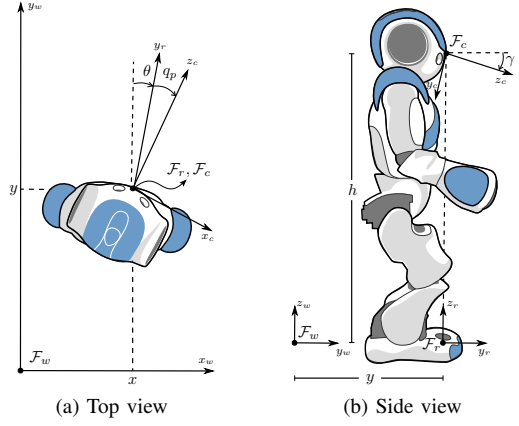 y_w
y_r
θ
q_p
z_c
ℱ_r, ℱ_c
y
x_c
ℱ_w
x_w
x
(a) Top view
ℱ_c
γ
y_c
z_c
h
z_w
z_r
ℱ_w
y_w
ℱ_r
y_r
y
(b) Side view